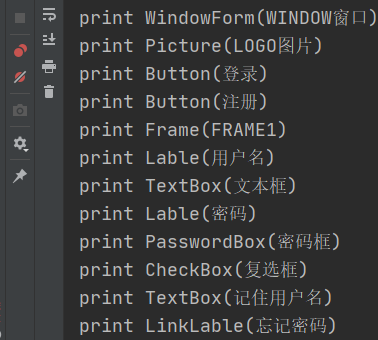 print WindowForm(WINDOW窗口)
print Picture(LOGO图片)
print Button(登录)
print Button(注册)
print Frame(FRAME1)
print Lable(用户名)
print TextBox(文本框)
print Lable(密码)
print PasswordBox(密码框)
print CheckBox(复选框)
print TextBox(记住用户名)
print LinkLable(忘记密码)